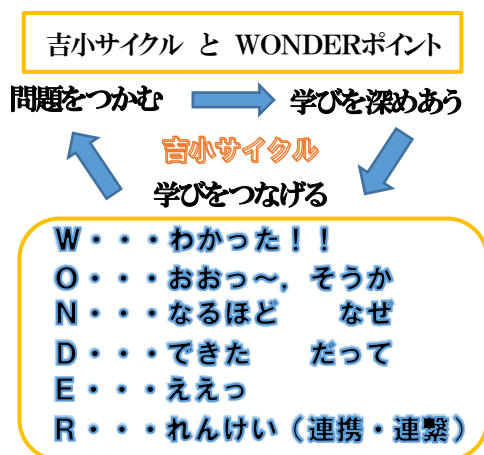 吉小サイクル と WONDERポイント
問題をつかむ
学びを深めあう
吉小サイクル
学びをつなげる
W・・・わかった！！
O・・・おおっ～，そうか
N・・・なるほど なぜ
D・・・できた だって
E・・・ええっ
R・・・れんけい（連携・連繋）